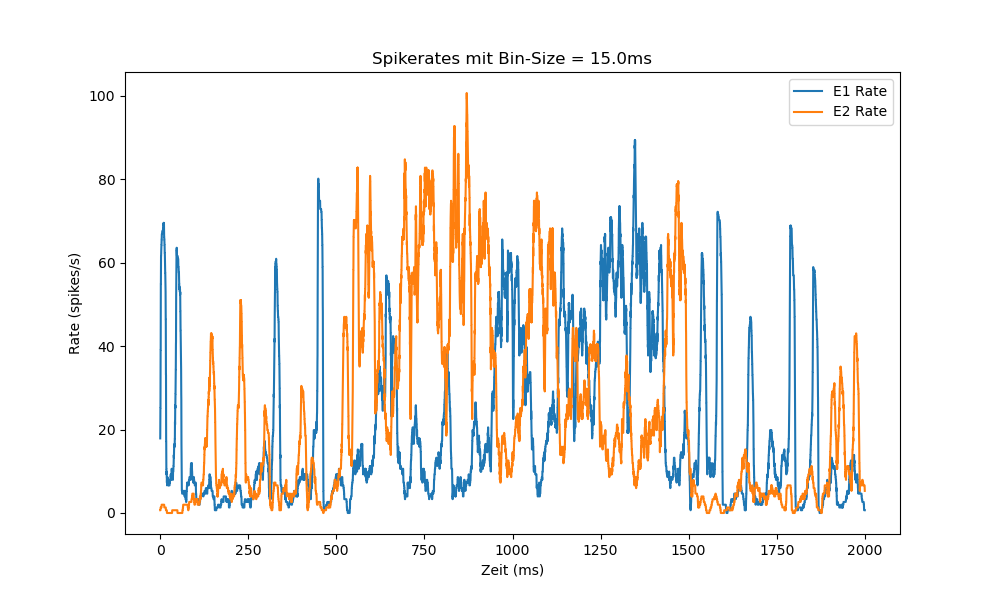 Spikerates mit Bin-Size = 15.0ms
E1 Rate
E2 Rate
Rate (spikes/s)
100
80
60
40
20
0
0 250 500 750 1000 1250 1500 1750 2000
Zeit (ms)